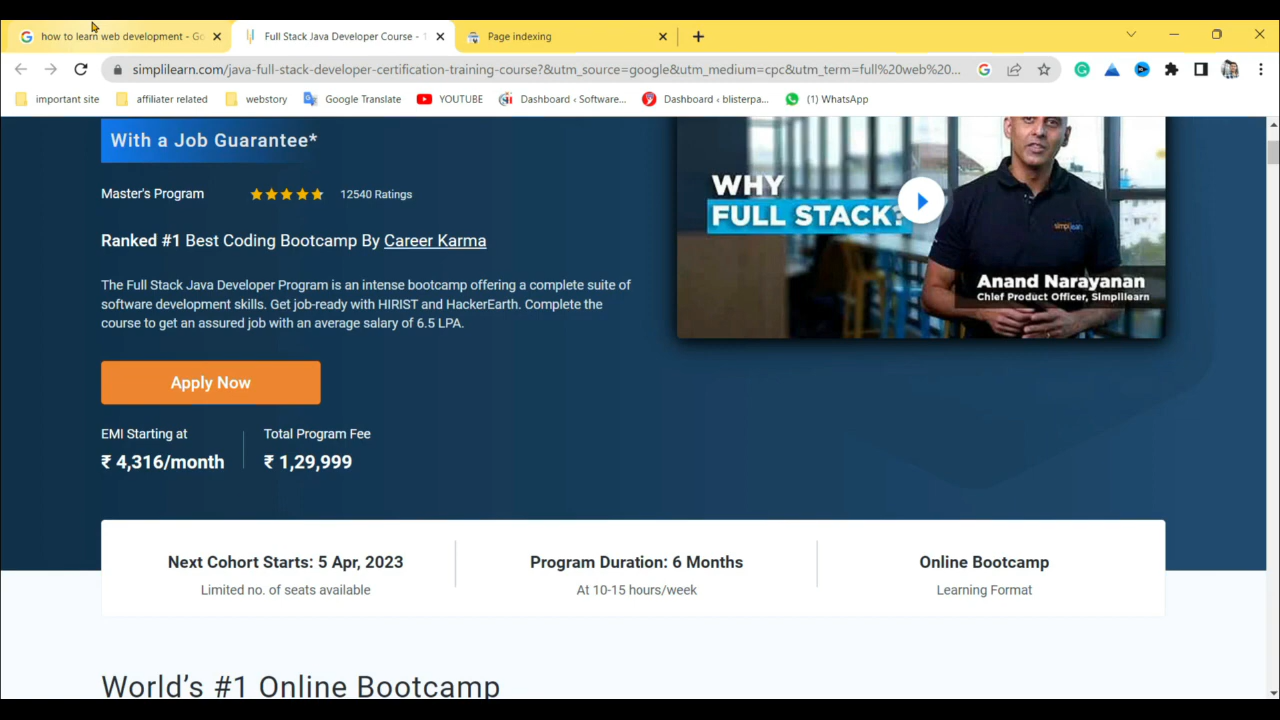 how to learn web development - Go
Full Stack Java Developer Course - 1
Page indexing
simplilearn.com/java-full-stack-developer-certification-training-course?&utm_source=google&utm_medium=cpc&utm_term=full%20web%20...
important site
affiliater related
webstory
Google Translate
YOUTUBE
Dashboard ‹ Software...
Dashboard ‹ blisterpa...
(1) WhatsApp
With a Job Guarantee*
Master's Program
12540 Ratings
Ranked #1 Best Coding Bootcamp By Career Karma
The Full Stack Java Developer Program is an intense bootcamp offering a complete suite of
software development skills. Get job-ready with HIRIST and HackerEarth. Complete the
course to get an assured job with an average salary of 6.5 LPA.
Apply Now
EMI Starting at
₹ 4,316/month
Total Program Fee
₹ 1,29,999
WHY
FULL STACK?
simplilearn
Anand Narayanan
Chief Product Officer, Simplilearn
Next Cohort Starts: 5 Apr, 2023
Limited no. of seats available
Program Duration: 6 Months
At 10-15 hours/week
Online Bootcamp
Learning Format
World's #1 Online Bootcamp